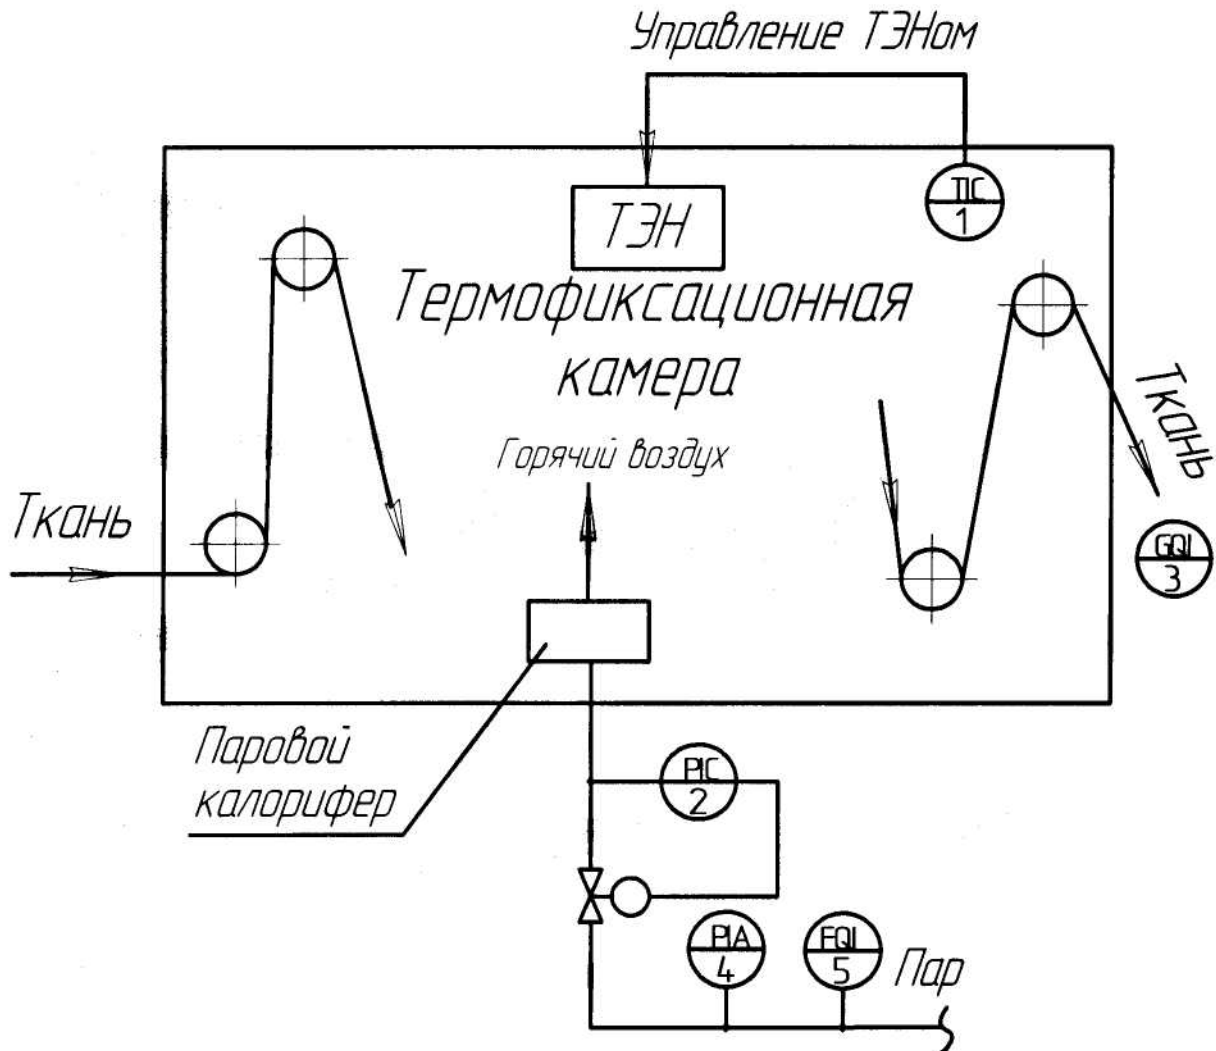 Управление ТЭНом
TIC
1
ТЭН
Термофиксационная
камера
Горячий воздух
Ткань
Ткань
GQI
3
Паровой
калорифер
PIC
2
PIA
4
FQI
5
Пар